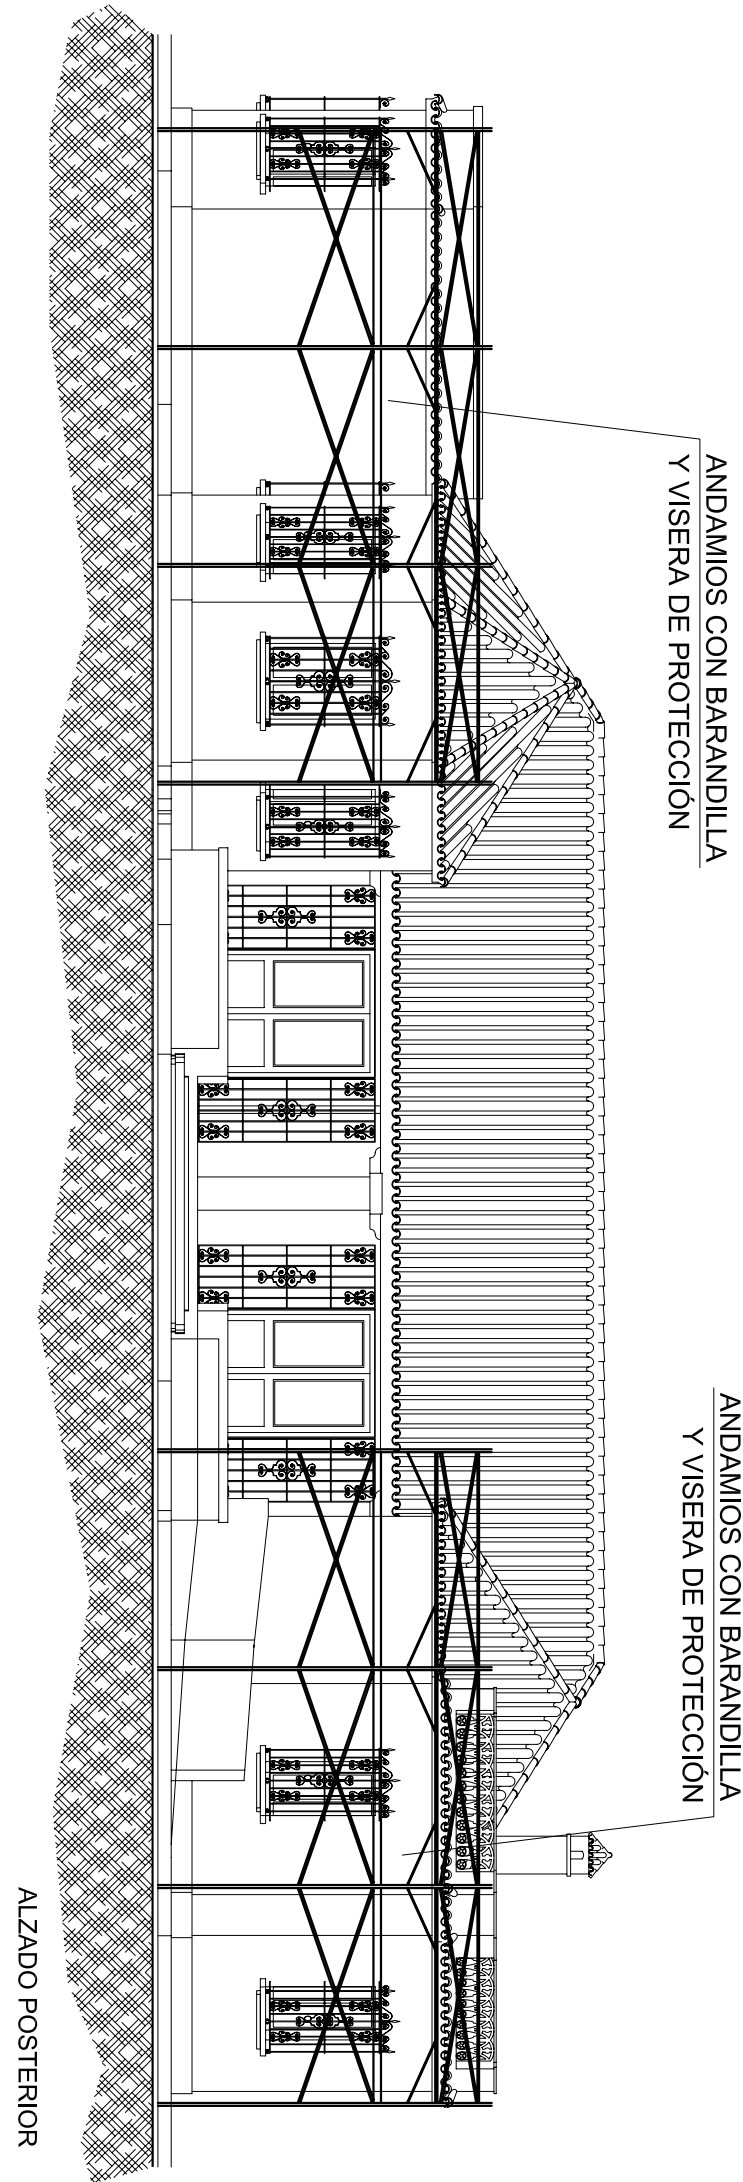 ANDAMIOS CON BARANDILLA
Y VISERA DE PROTECCIÓN
ANDAMIOS CON BARANDILLA
Y VISERA DE PROTECCIÓN
ALZADO POSTERIOR